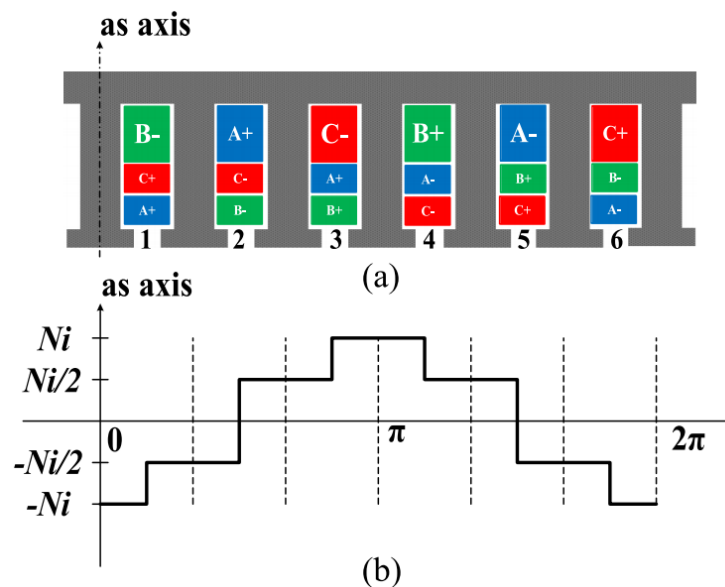 as axis
B- A+ C- B+ A- C+
C+ C- A+ A- B+ B-
A+ B- B+ C- C+ A-
1 2 3 4 5 6
(a)
as axis
Ni
Ni/2
0 π 2π
-Ni/2
-Ni
(b)